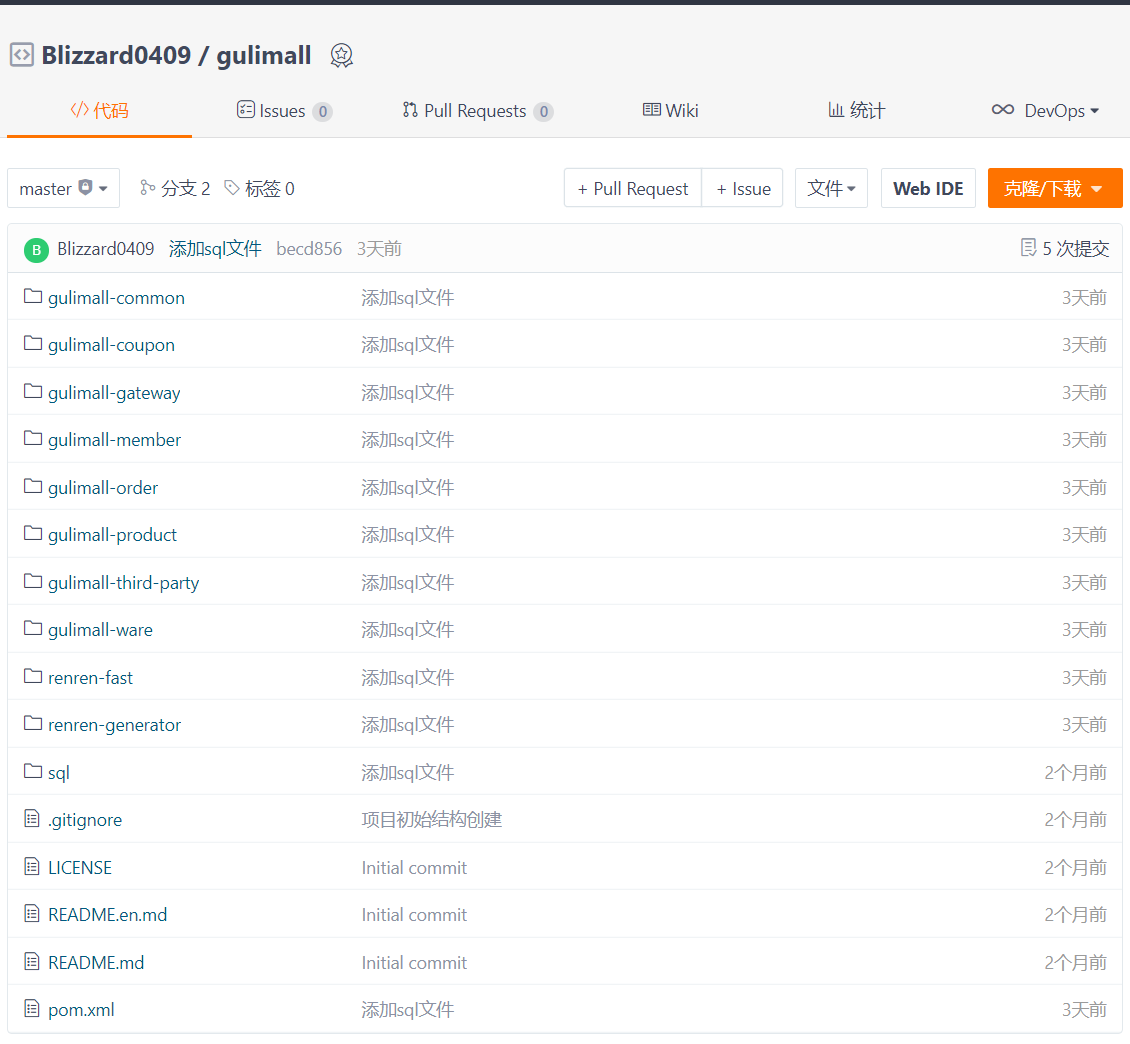 Blizzard0409 / gulimall
代码 Issues 0 Pull Requests 0 Wiki 统计 DevOps
master 分支 2 标签 0 + Pull Request + Issue 文件 Web IDE 克隆/下载
B Blizzard0409 添加sql文件 becd856 3天前 5 次提交
gulimall-common 添加sql文件 3天前
gulimall-coupon 添加sql文件 3天前
gulimall-gateway 添加sql文件 3天前
gulimall-member 添加sql文件 3天前
gulimall-order 添加sql文件 3天前
gulimall-product 添加sql文件 3天前
gulimall-third-party 添加sql文件 3天前
gulimall-ware 添加sql文件 3天前
renren-fast 添加sql文件 3天前
renren-generator 添加sql文件 3天前
sql 添加sql文件 2个月前
.gitignore 项目初始结构创建 2个月前
LICENSE Initial commit 2个月前
README.en.md Initial commit 2个月前
README.md Initial commit 2个月前
pom.xml 添加sql文件 3天前